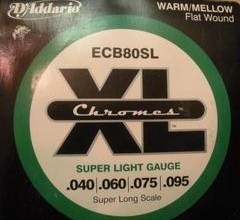 D'Addario
WARM/MELLOW
Flat Wound
ECB80SL
XL
Chromes
SUPER LIGHT GAUGE
.040 .060 .075 .095
Super Long Scale